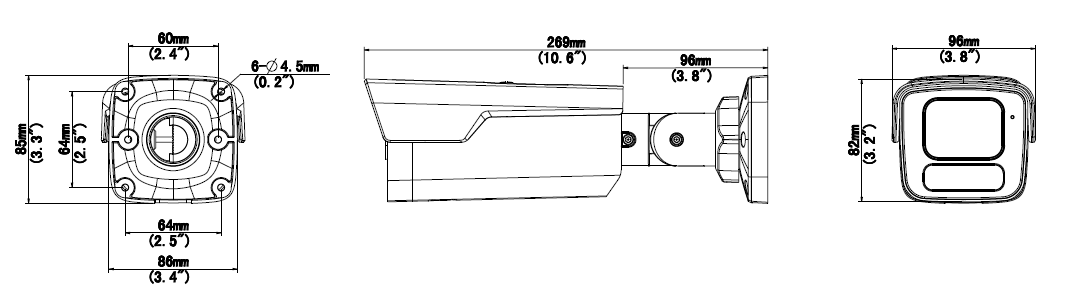 60mm
(2.4")
6-∅ 4.5mm
(0.2")
85mm
(3.3")
64mm
(2.5")
64mm
(2.5")
86mm
(3.4")
269mm
(10.6")
96mm
(3.8")
96mm
(3.8")
82mm
(3.2")